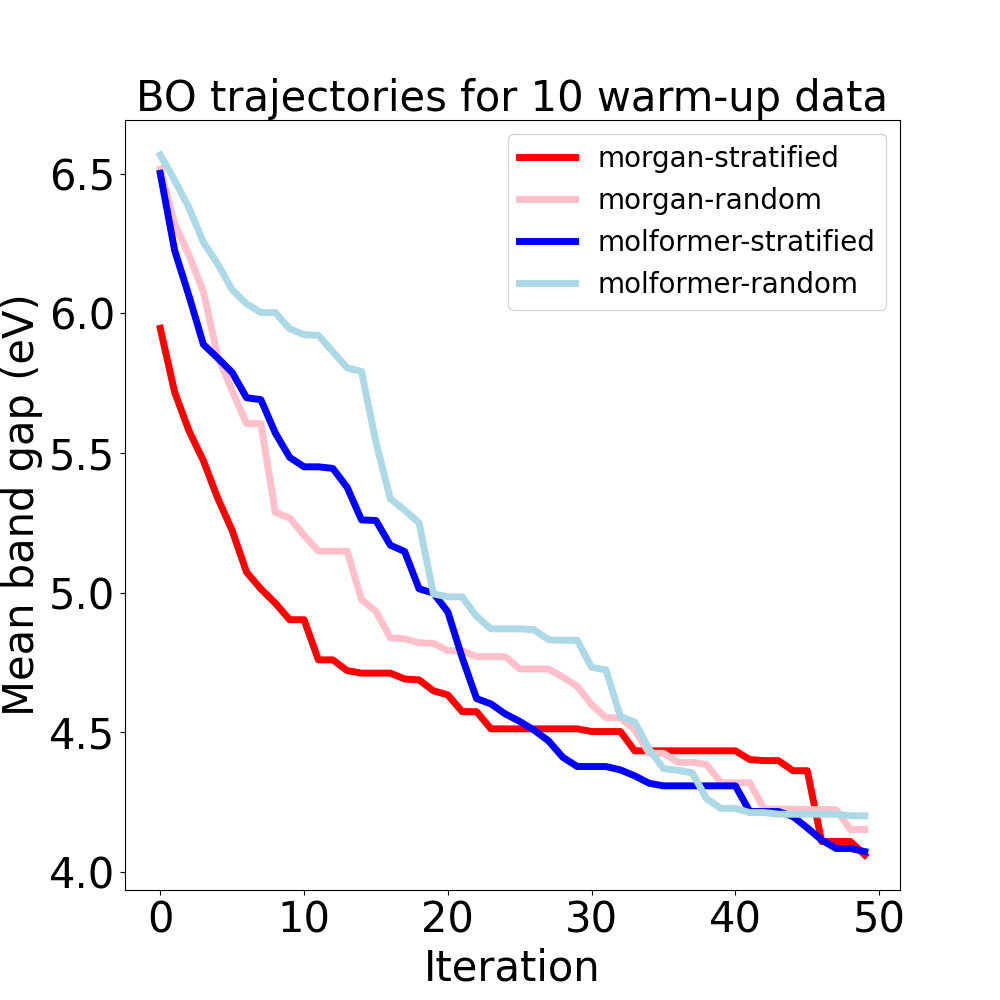 BO trajectories for 10 warm-up data
morgan-stratified
morgan-random
molformer-stratified
molformer-random
Mean band gap (eV)
6.5
6.0
5.5
5.0
4.5
4.0
0 10 20 30 40 50
Iteration